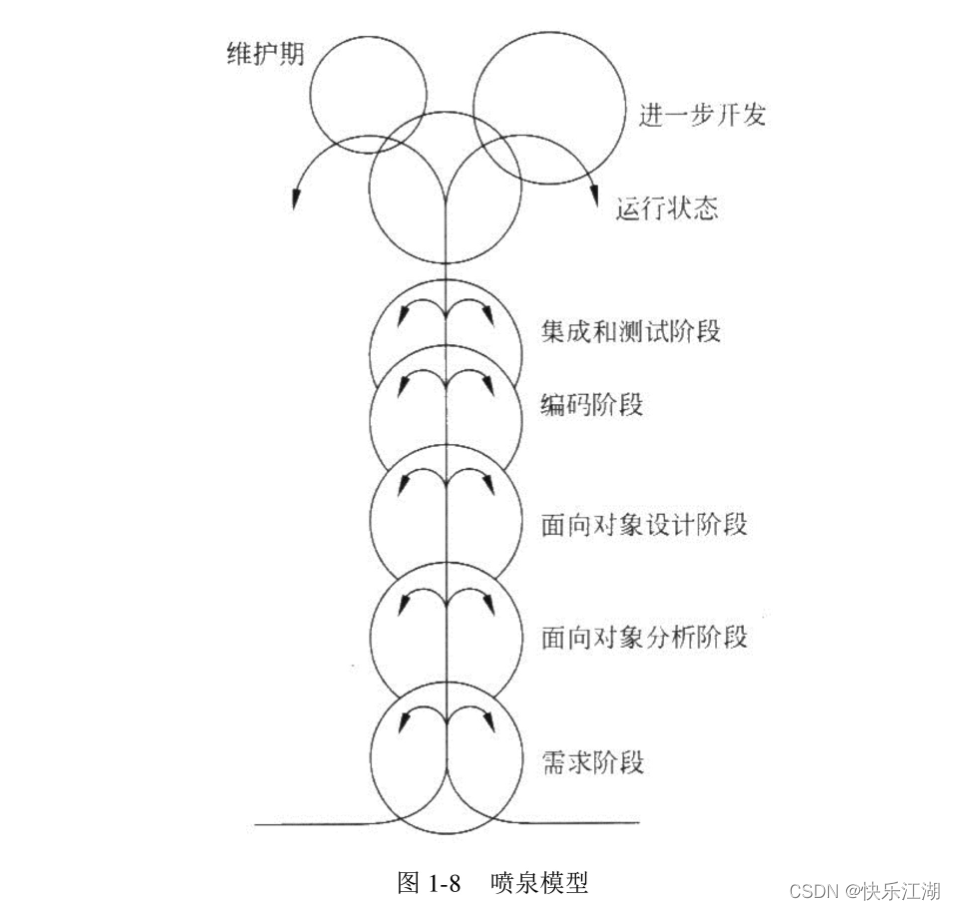 维护期
进一步开发
运行状态
集成和测试阶段
编码阶段
面向对象设计阶段
面向对象分析阶段
需求阶段
图 1-8 喷泉模型
CSDN @快乐江湖